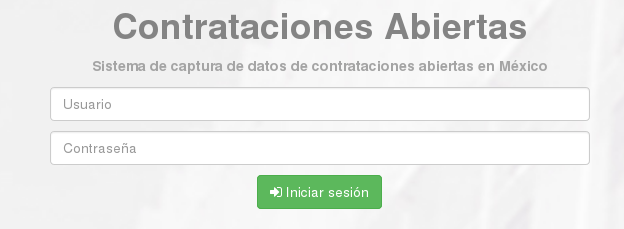 Contrataciones Abiertas
Sistema de captura de datos de contrataciones abiertas en México
Usuario
Contraseña
Iniciar sesión